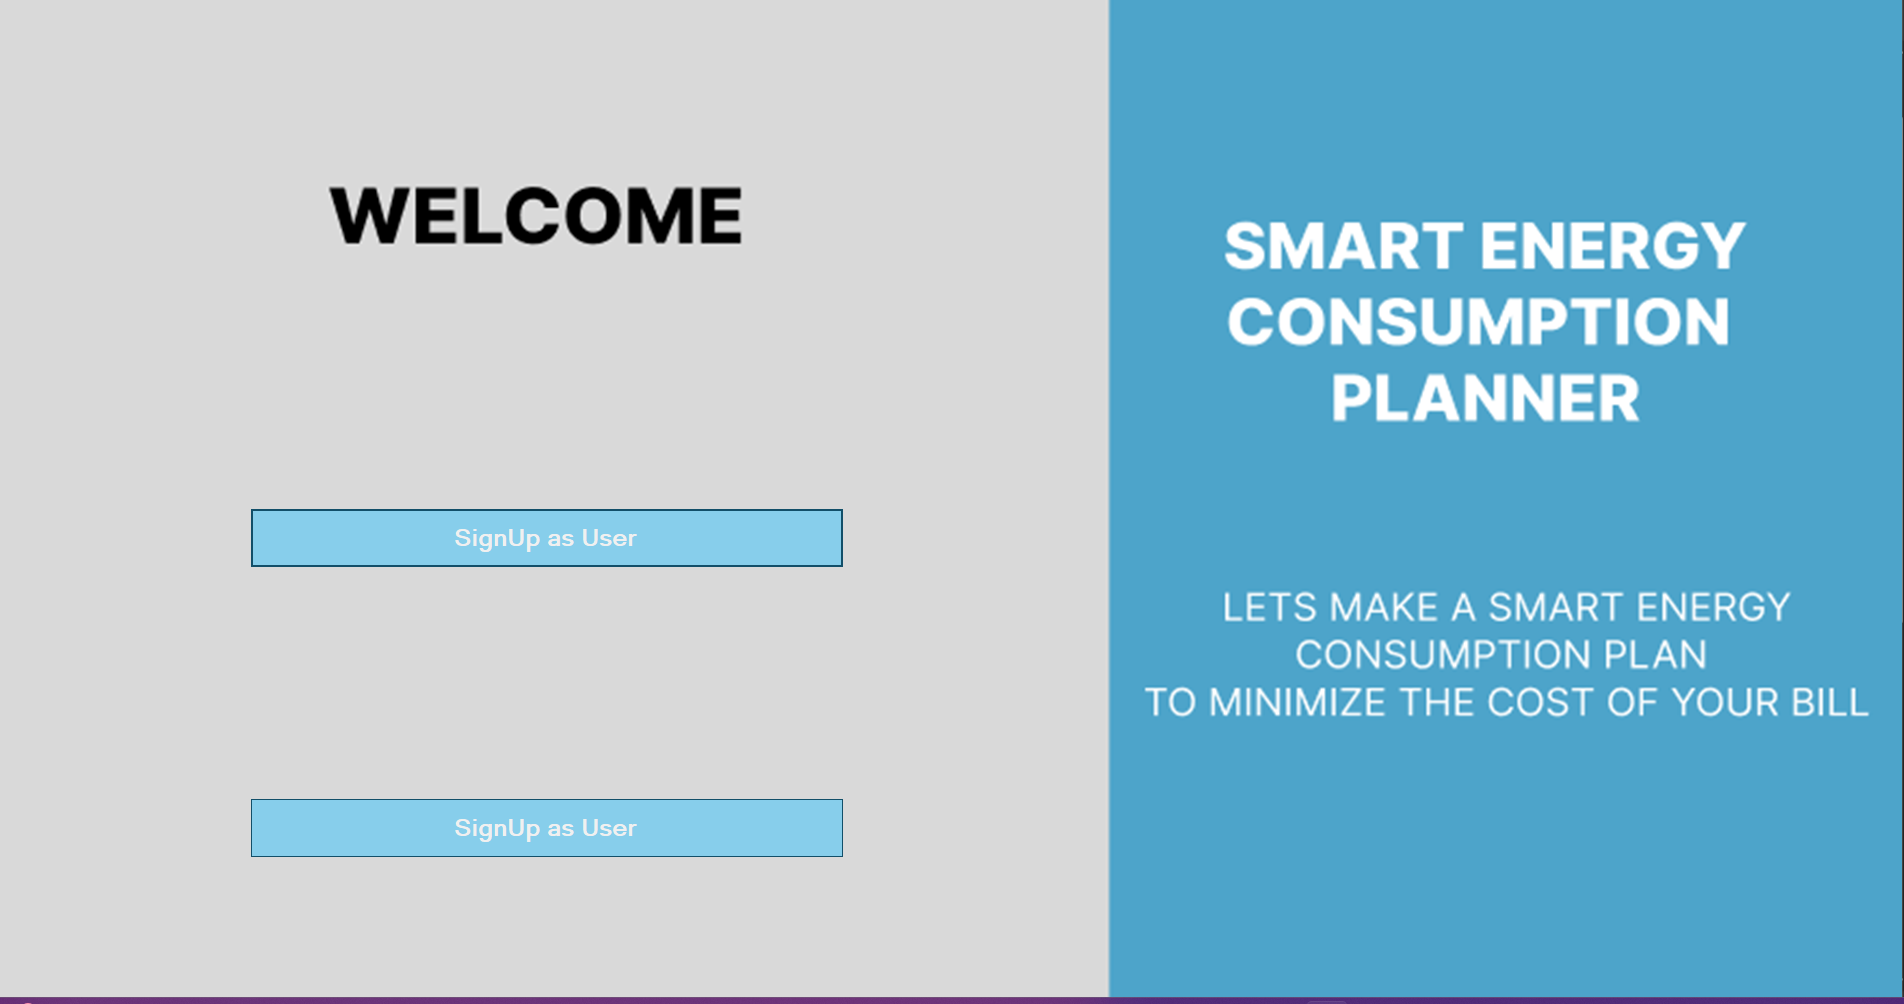 WELCOME
SignUp as User
SignUp as User
SMART ENERGY
CONSUMPTION
PLANNER
LETS MAKE A SMART ENERGY
CONSUMPTION PLAN
TO MINIMIZE THE COST OF YOUR BILL